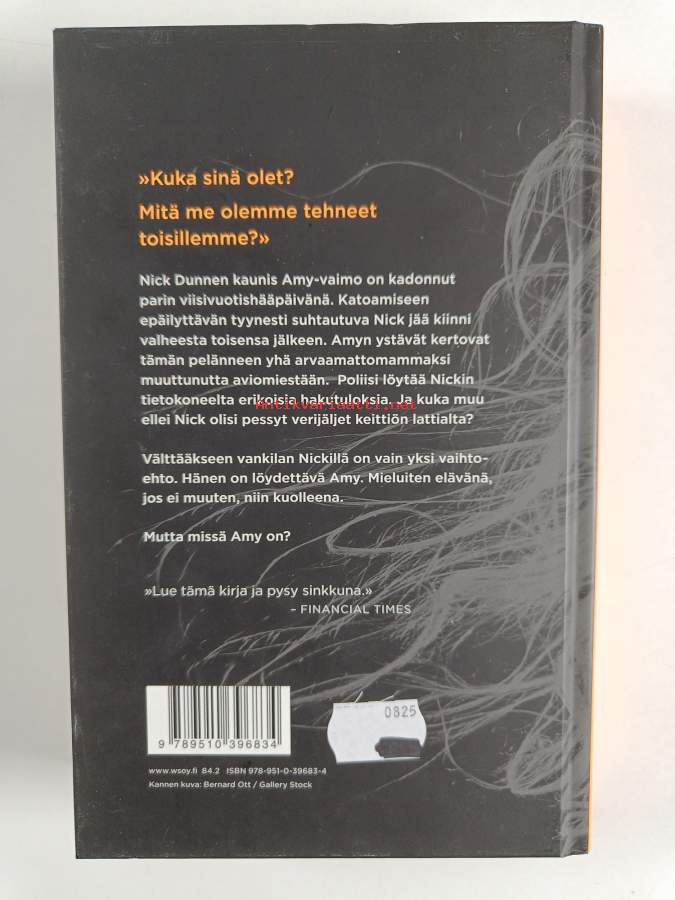 »Kuka sinä olet?
Mitä me olemme tehneet
toisillemme?»
Nick Dunnen kaunis Amy-vaimo on kadonnut
parin viisivuotishääpäivänä. Katoamiseen
epäilyttävän tyynesti suhtautuva Nick jää kiinni
valheesta toisensa jälkeen. Amyn ystävät kertovat
tämän pelänneen yhä arvaamattomammaksi
muuttunutta aviomiestään. Poliisi löytää Nickin
tietokoneelta erikoisia hakutuloksia. Ja kuka muu
Antikvariaatti.net
ellei Nick olisi pessyt verijäljet keittiön lattialta?
Välttääkseen vankilan Nickillä on vain yksi vaihto-
ehto. Hänen on löydettävä Amy. Mieluiten elävänä,
jos ei muuten, niin kuolleena.
Mutta missä Amy on?
»Lue tämä kirja ja pysy sinkkuna.»
– FINANCIAL TIMES
0825
9 789510 396834
www.wsoy.fi 84.2 ISBN 978-951-0-39683-4
Kannen kuva: Bernard Ott / Gallery Stock